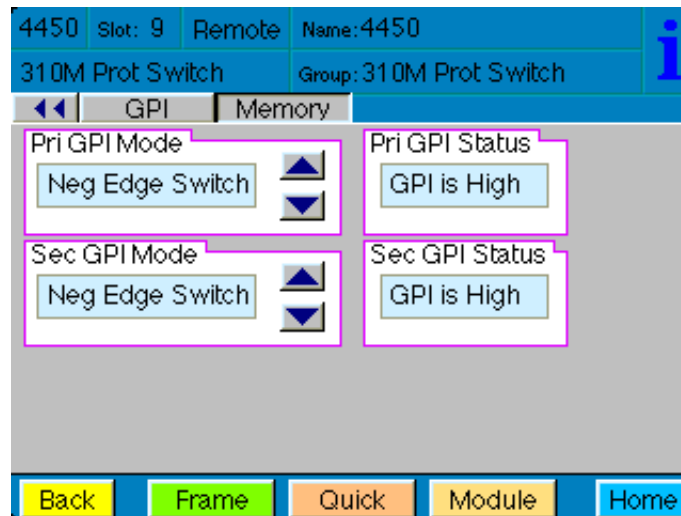 4450 Slot: 9 Remote Name:4450
310M Prot Switch Group:310M Prot Switch
GPI Memory
Pri GPI Mode Pri GPI Status
Neg Edge Switch GPI is High
Sec GPI Mode Sec GPI Status
Neg Edge Switch GPI is High
Back Frame Quick Module Home